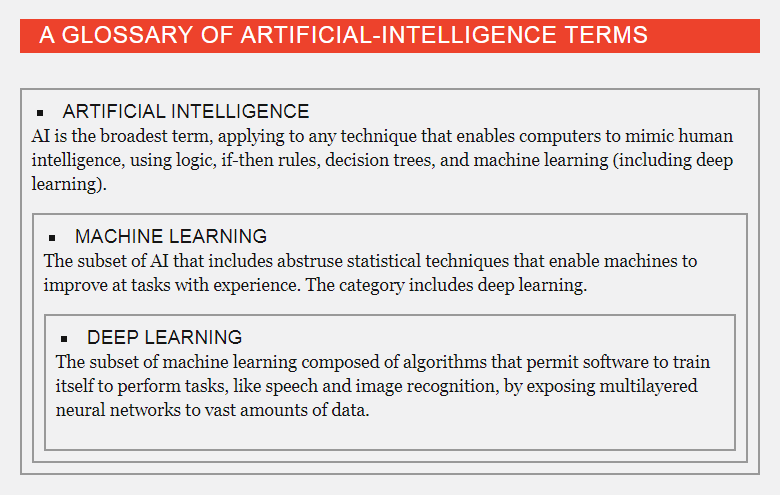 A GLOSSARY OF ARTIFICIAL-INTELLIGENCE TERMS
▪ ARTIFICIAL INTELLIGENCE
AI is the broadest term, applying to any technique that enables computers to mimic human
intelligence, using logic, if-then rules, decision trees, and machine learning (including deep
learning).
▪ MACHINE LEARNING
The subset of AI that includes abstruse statistical techniques that enable machines to
improve at tasks with experience. The category includes deep learning.
▪ DEEP LEARNING
The subset of machine learning composed of algorithms that permit software to train
itself to perform tasks, like speech and image recognition, by exposing multilayered
neural networks to vast amounts of data.